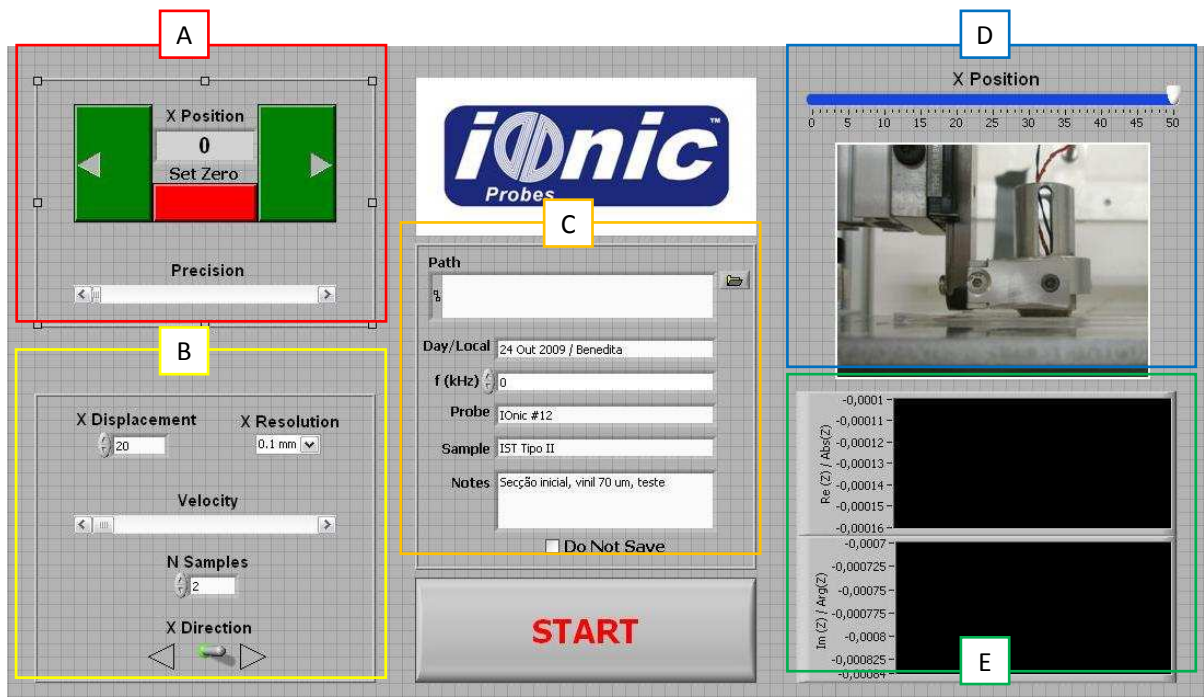 A
X Position
0
Set Zero
Precision
B
X Displacement
20
X Resolution
0.1 mm
Velocity
N Samples
2
X Direction
iOnic™
Probes
C
Path
Day/Local 24 Out 2009 / Benedita
f (kHz) 0
Probe IOnic #12
Sample IST Tipo II
Notes Secção inicial, vinil 70 um, teste
Do Not Save
START
D
X Position
0 5 10 15 20 25 30 35 40 45 50
Re (Z) / Abs(Z)
-0,0001
-0,00011
-0,00012
-0,00013
-0,00014
-0,00015
-0,00016
Im (Z) / Arg(Z)
-0,0007
-0,000725
-0,00075
-0,000775
-0,0008
-0,000825
-0,00084
E